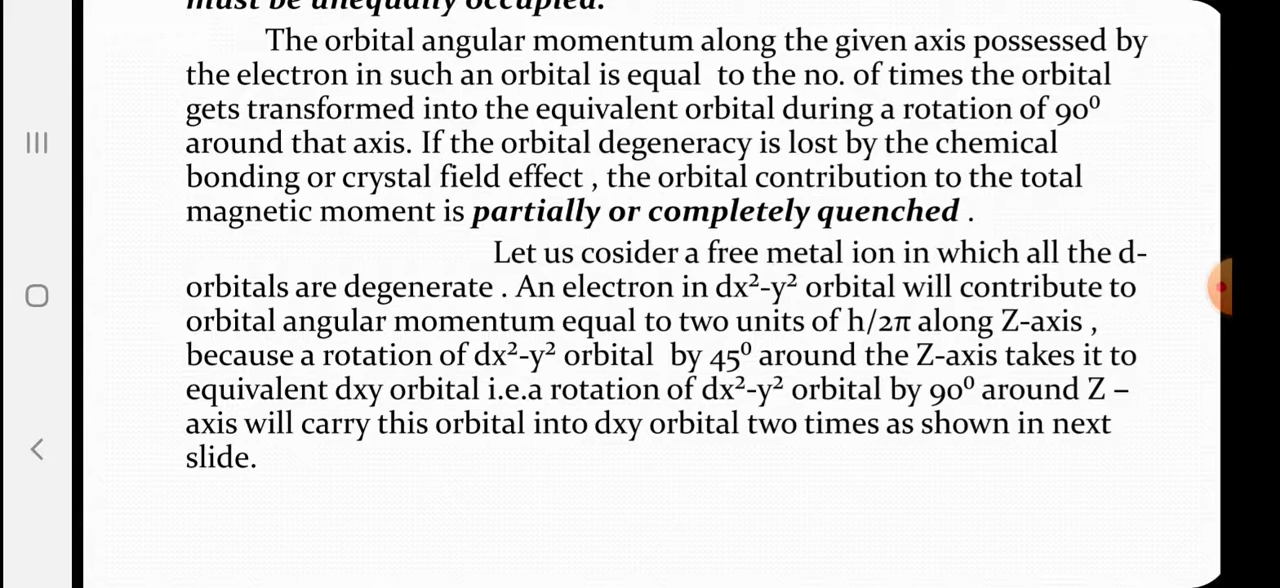 must be unequally occupied.
The orbital angular momentum along the given axis possessed by
the electron in such an orbital is equal to the no. of times the orbital
gets transformed into the equivalent orbital during a rotation of 90⁰
around that axis. If the orbital degeneracy is lost by the chemical
bonding or crystal field effect , the orbital contribution to the total
magnetic moment is partially or completely quenched .
Let us cosider a free metal ion in which all the d-
orbitals are degenerate . An electron in dx²-y² orbital will contribute to
orbital angular momentum equal to two units of h/2π along Z-axis ,
because a rotation of dx²-y² orbital by 45⁰ around the Z-axis takes it to
equivalent dxy orbital i.e.a rotation of dx²-y² orbital by 90⁰ around Z –
axis will carry this orbital into dxy orbital two times as shown in next
slide.